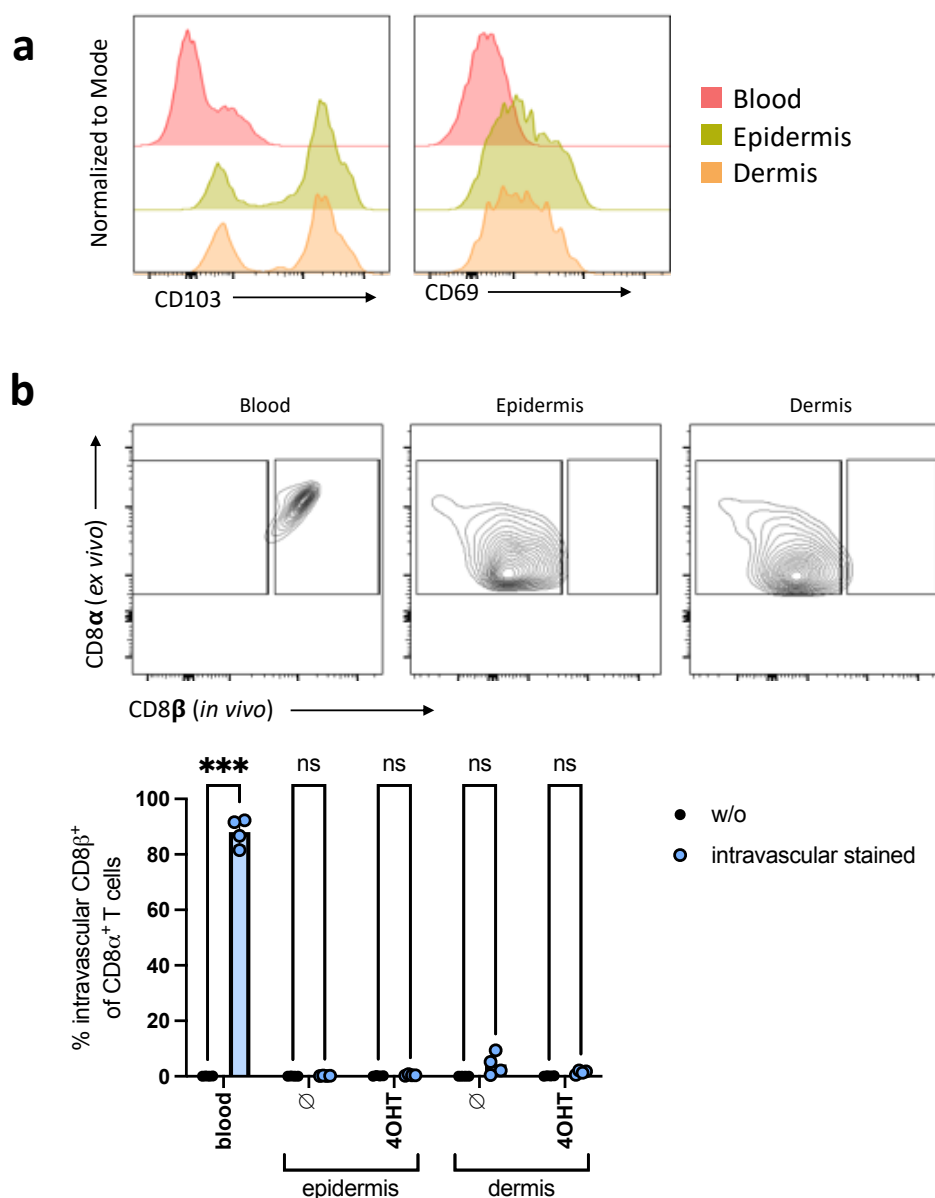 a
Normalized to Mode
CD103
CD69
Blood
Epidermis
Dermis
b
Blood
Epidermis
Dermis
CD8α (ex vivo)
CD8β (in vivo)
*** ns ns ns ns
% intravascular CD8β⁺
of CD8α⁺ T cells
100
80
60
40
20
0
blood
∅
4OHT
∅
4OHT
epidermis
dermis
w/o
intravascular stained